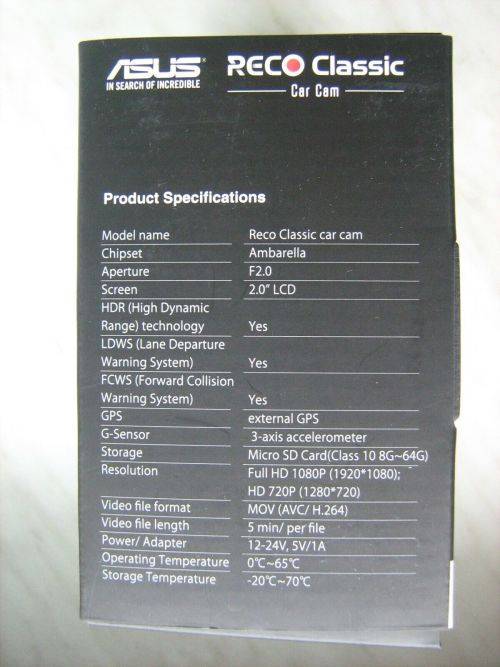 ASUS RECO Classic
IN SEARCH OF INCREDIBLE Car Cam
Product Specifications
Model name Reco Classic car cam
Chipset Ambarella
Aperture F2.0
Screen 2.0” LCD
HDR (High Dynamic
Range) technology Yes
LDWS (Lane Departure
Warning System) Yes
FCWS (Forward Collision
Warning System) Yes
GPS external GPS
G-Sensor 3-axis accelerometer
Storage Micro SD Card(Class 10 8G~64G)
Resolution Full HD 1080P (1920*1080);
HD 720P (1280*720)
Video file format MOV (AVC/ H.264)
Video file length 5 min/ per file
Power/ Adapter 12-24V, 5V/1A
Operating Temperature 0℃~65℃
Storage Temperature -20℃~70℃